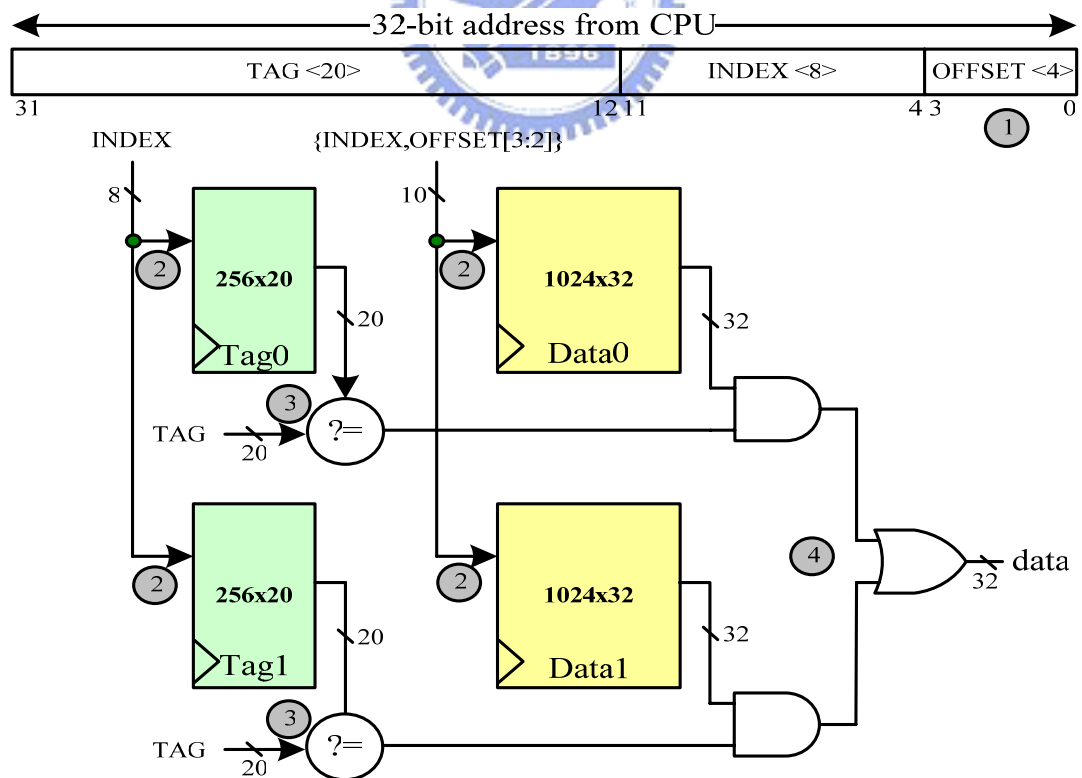 32-bit address from CPU
TAG <20> INDEX <8> OFFSET <4>
1896
31 12 11 4 3 0
1
INDEX {INDEX,OFFSET[3:2]}
8 10
2 2
256x20 1024x32
20 32
Tag0 Data0
3
TAG 20 ?=
4 data
32
2 2
256x20 1024x32
20 32
Tag1 Data1
3
TAG 20 ?=